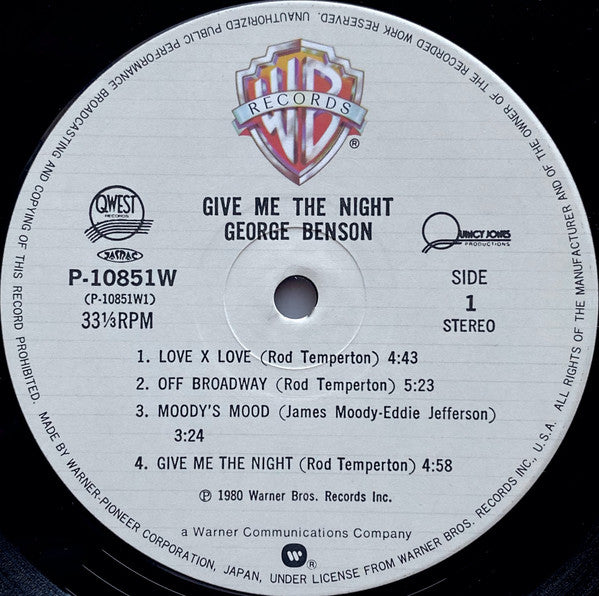 WB
RECORDS
®
QWEST
RECORDS
JASRAC
GIVE ME THE NIGHT
GEORGE BENSON
QUINCY JONES
PRODUCTIONS
P-10851W
(P-10851W1)
33⅓RPM
SIDE
1
STEREO
1. LOVE X LOVE (Rod Temperton) 4:43
2. OFF BROADWAY (Rod Temperton) 5:23
3. MOODY'S MOOD (James Moody-Eddie Jefferson)
3:24
4. GIVE ME THE NIGHT (Rod Temperton) 4:58
Ⓟ 1980 Warner Bros. Records Inc.
a Warner Communications Company
W®
MADE BY WARNER-PIONEER CORPORATION, JAPAN, UNDER LICENSE FROM WARNER BROS. RECORDS INC., U.S.A. ALL RIGHTS OF THE MANUFACTURER AND OF THE OWNER OF THE RECORDED WORK RESERVED. UNAUTHORIZED PUBLIC PERFORMANCE BROADCASTING AND COPYING OF THIS RECORD PROHIBITED.